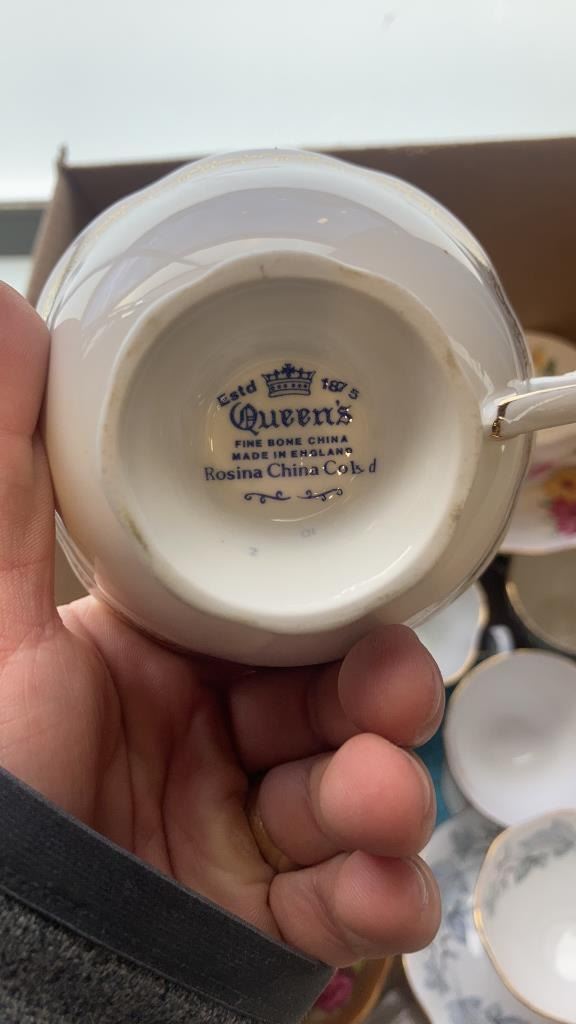 Estd 1875
Queen's
FINE BONE CHINA
MADE IN ENGLAND
Rosina China Co Ltd